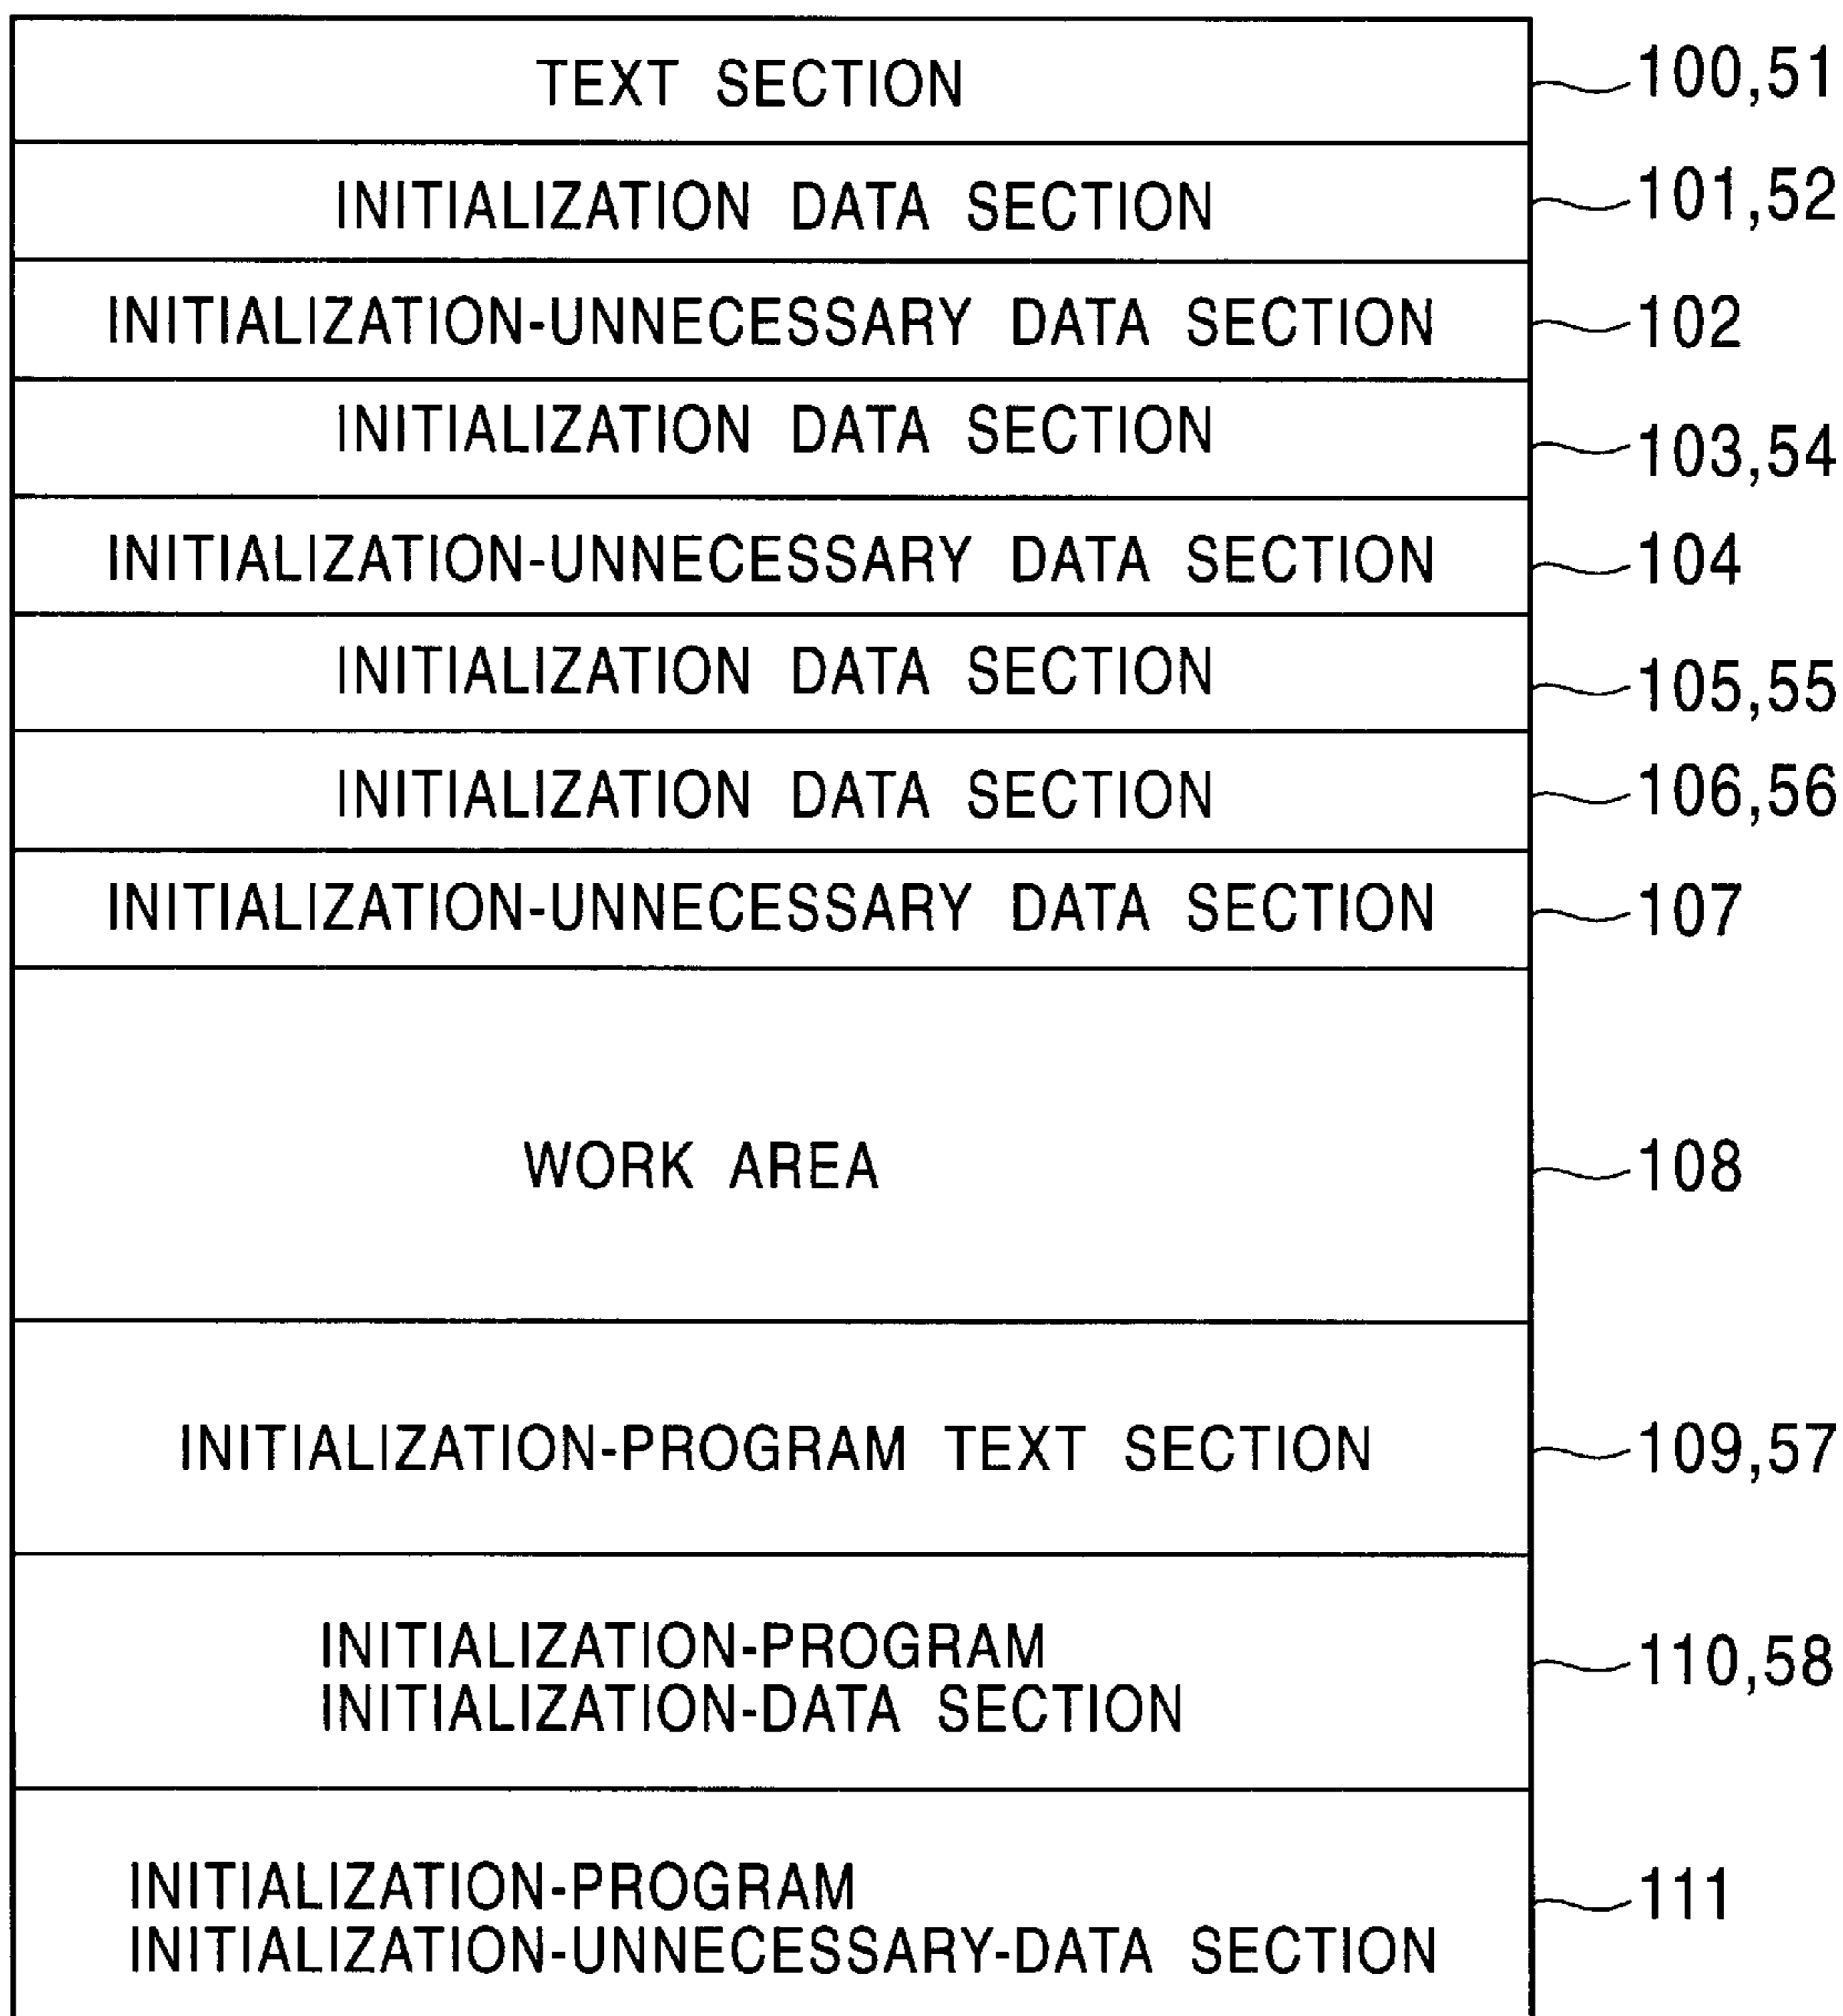 TEXT SECTION 100,51
INITIALIZATION DATA SECTION 101,52
INITIALIZATION-UNNECESSARY DATA SECTION 102
INITIALIZATION DATA SECTION 103,54
INITIALIZATION-UNNECESSARY DATA SECTION 104
INITIALIZATION DATA SECTION 105,55
INITIALIZATION DATA SECTION 106,56
INITIALIZATION-UNNECESSARY DATA SECTION 107
WORK AREA 108
INITIALIZATION-PROGRAM TEXT SECTION 109,57
INITIALIZATION-PROGRAM
INITIALIZATION-DATA SECTION 110,58
INITIALIZATION-PROGRAM
INITIALIZATION-UNNECESSARY-DATA SECTION 111